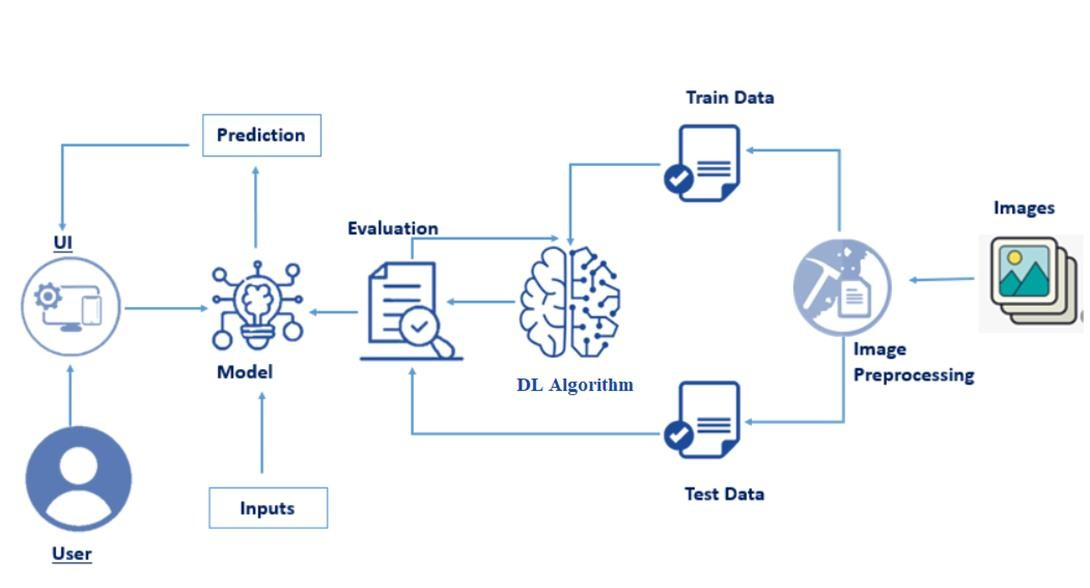 Train Data
Prediction
Images
Evaluation
UI
Image
Preprocessing
Model
DL Algorithm
Test Data
Inputs
User